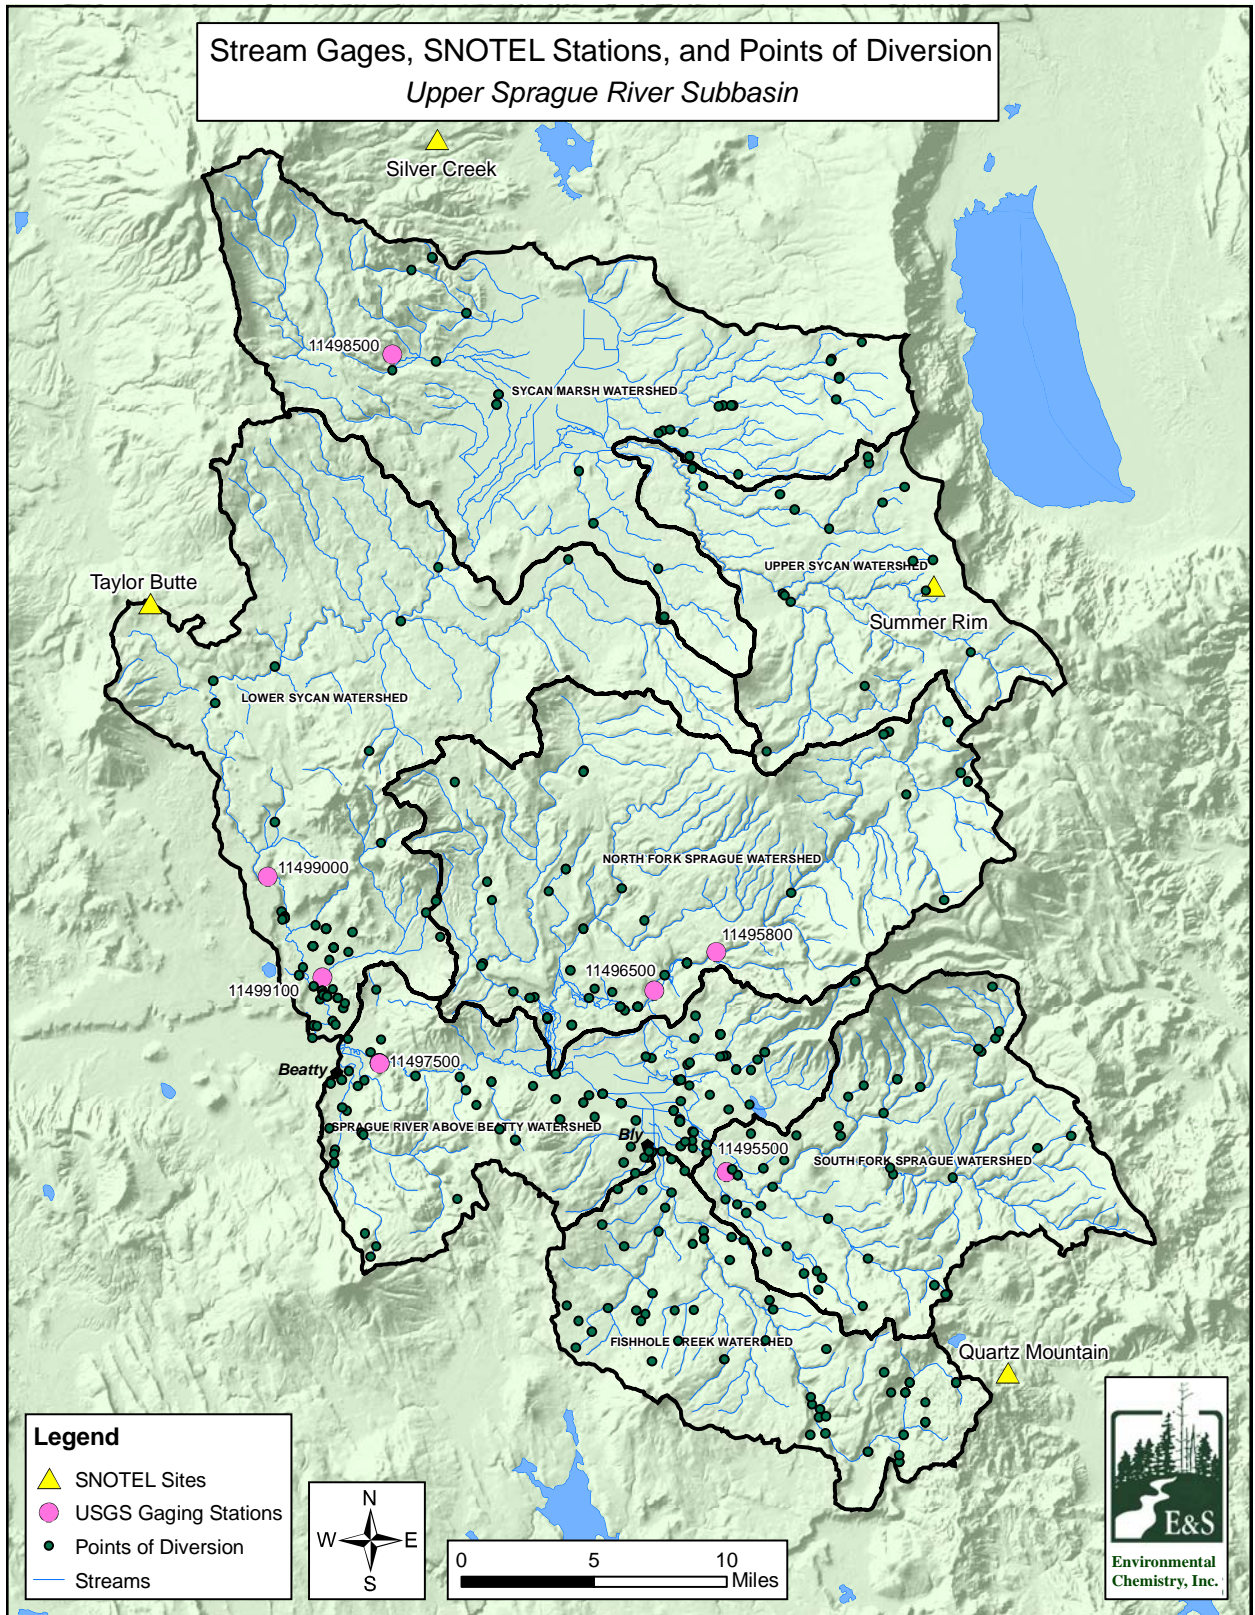 Stream Gages, SNOTEL Stations, and Points of Diversion
Upper Sprague River Subbasin
Silver Creek
11498500
SYCAN MARSH WATERSHED
UPPER SYCAN WATERSHED
Taylor Butte
Summer Rim
LOWER SYCAN WATERSHED
NORTH FORK SPRAGUE WATERSHED
11499000
11495800
11496500
11499100
11497500
Beatty
SPRAGUE RIVER ABOVE BEATTY WATERSHED
Bly
11495500
SOUTH FORK SPRAGUE WATERSHED
FISHHOLE CREEK WATERSHED
Quartz Mountain
Legend
SNOTEL Sites
USGS Gaging Stations
Points of Diversion
Streams
N
W E
S
0 5 10
Miles
E&S
Environmental
Chemistry, Inc.